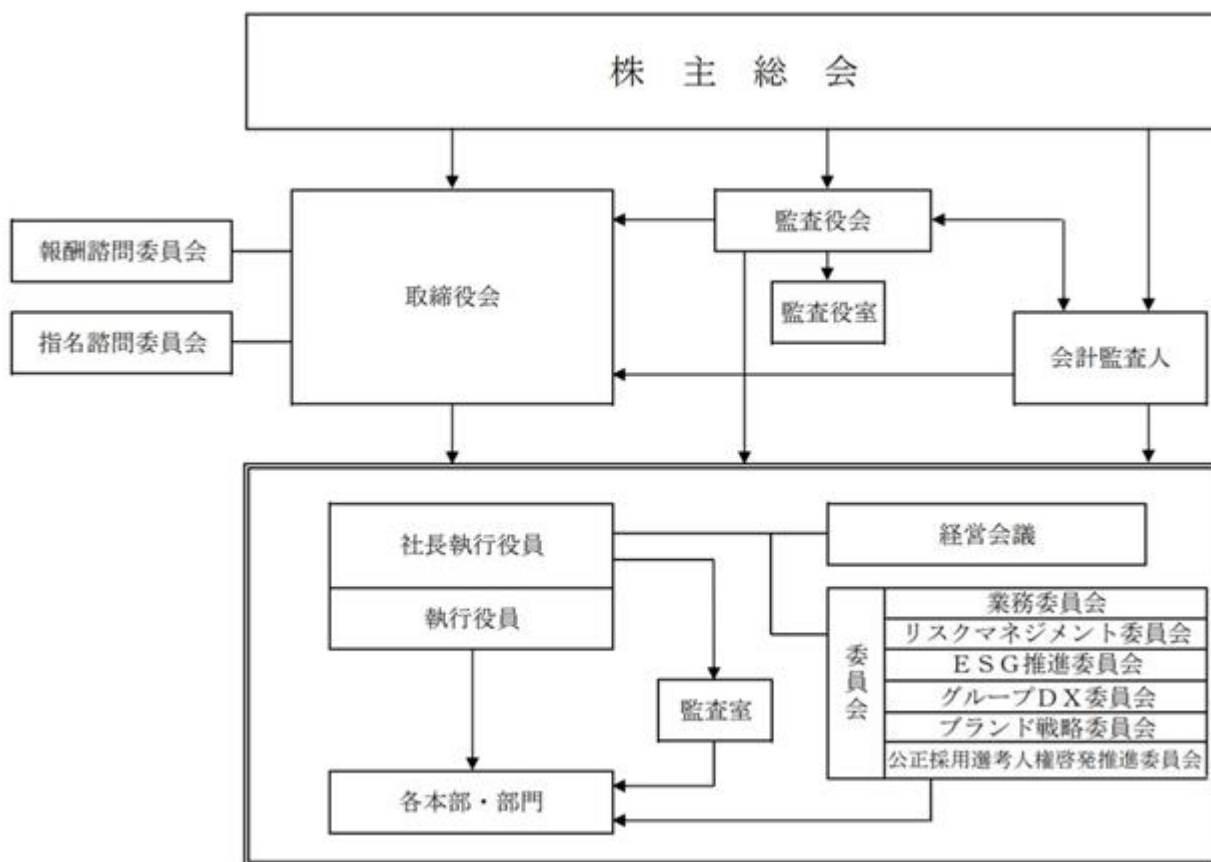 株主総会
報酬諮問委員会
指名諮問委員会
取締役会
監査役会
監査役室
会計監査人
社長執行役員
執行役員
経営会議
委員会
業務委員会
リスクマネジメント委員会
ＥＳＧ推進委員会
グループＤＸ委員会
ブランド戦略委員会
公正採用選考人権啓発推進委員会
監査室
各本部・部門